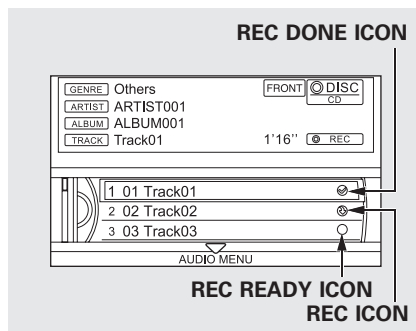 REC DONE ICON
GENRE Others FRONT DISC
CD
ARTIST ARTIST001
ALBUM ALBUM001
TRACK Track01 1'16'' REC
1 01 Track01
2 02 Track02
3 03 Track03
AUDIO MENU
REC READY ICON
REC ICON